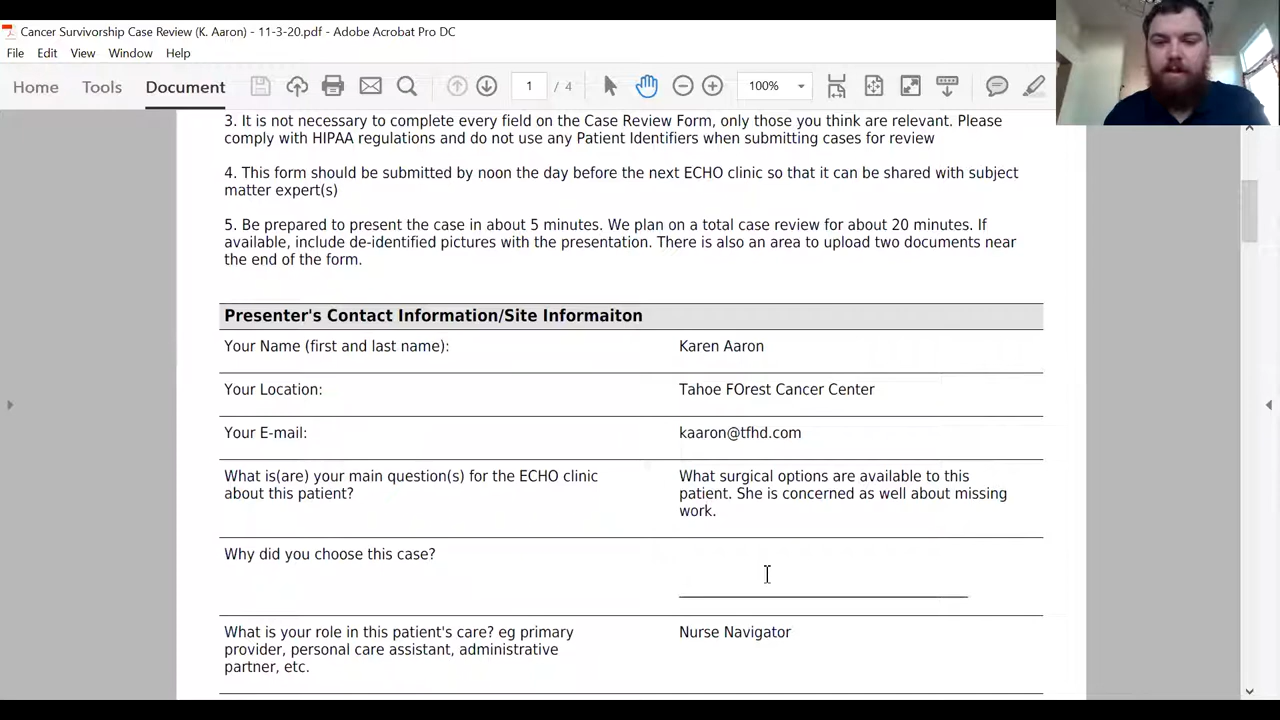 Cancer Survivorship Case Review (K. Aaron) - 11-3-20.pdf - Adobe Acrobat Pro DC
File Edit View Window Help
Home Tools Document 1 / 4 100%
3. It is not necessary to complete every field on the Case Review Form, only those you think are relevant. Please
comply with HIPAA regulations and do not use any Patient Identifiers when submitting cases for review
4. This form should be submitted by noon the day before the next ECHO clinic so that it can be shared with subject
matter expert(s)
5. Be prepared to present the case in about 5 minutes. We plan on a total case review for about 20 minutes. If
available, include de-identified pictures with the presentation. There is also an area to upload two documents near
the end of the form.
Presenter's Contact Information/Site Informaiton
Your Name (first and last name): Karen Aaron
Your Location: Tahoe FOrest Cancer Center
Your E-mail: kaaron@tfhd.com
What is(are) your main question(s) for the ECHO clinic
about this patient?
What surgical options are available to this
patient. She is concerned as well about missing
work.
Why did you choose this case?
What is your role in this patient's care? eg primary
provider, personal care assistant, administrative
partner, etc.
Nurse Navigator